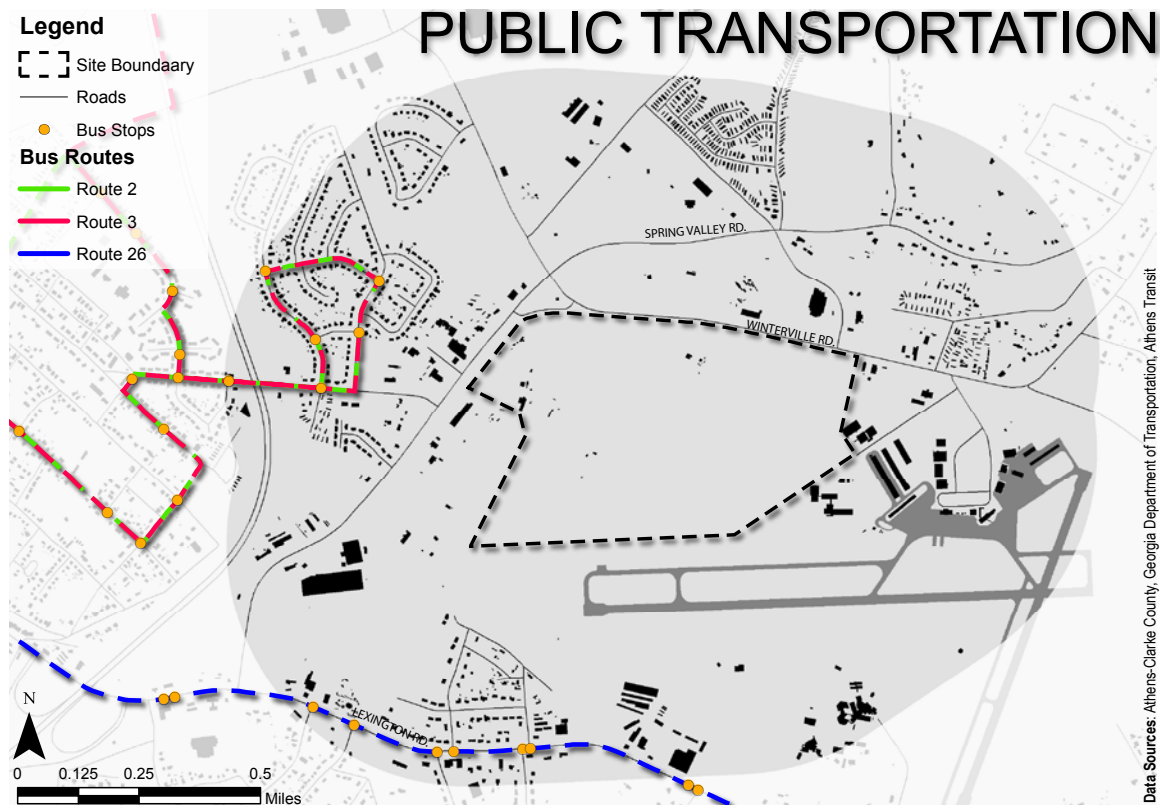 PUBLIC TRANSPORTATION
Legend
Site Boundaary
Roads
Bus Stops
Bus Routes
Route 2
Route 3
Route 26
SPRING VALLEY RD.
WINTERVILLE RD.
LEXINGTON RD.
N
0 0.125 0.25 0.5
Miles
Data Sources: Athens-Clarke County, Georgia Department of Transportation, Athens Transit